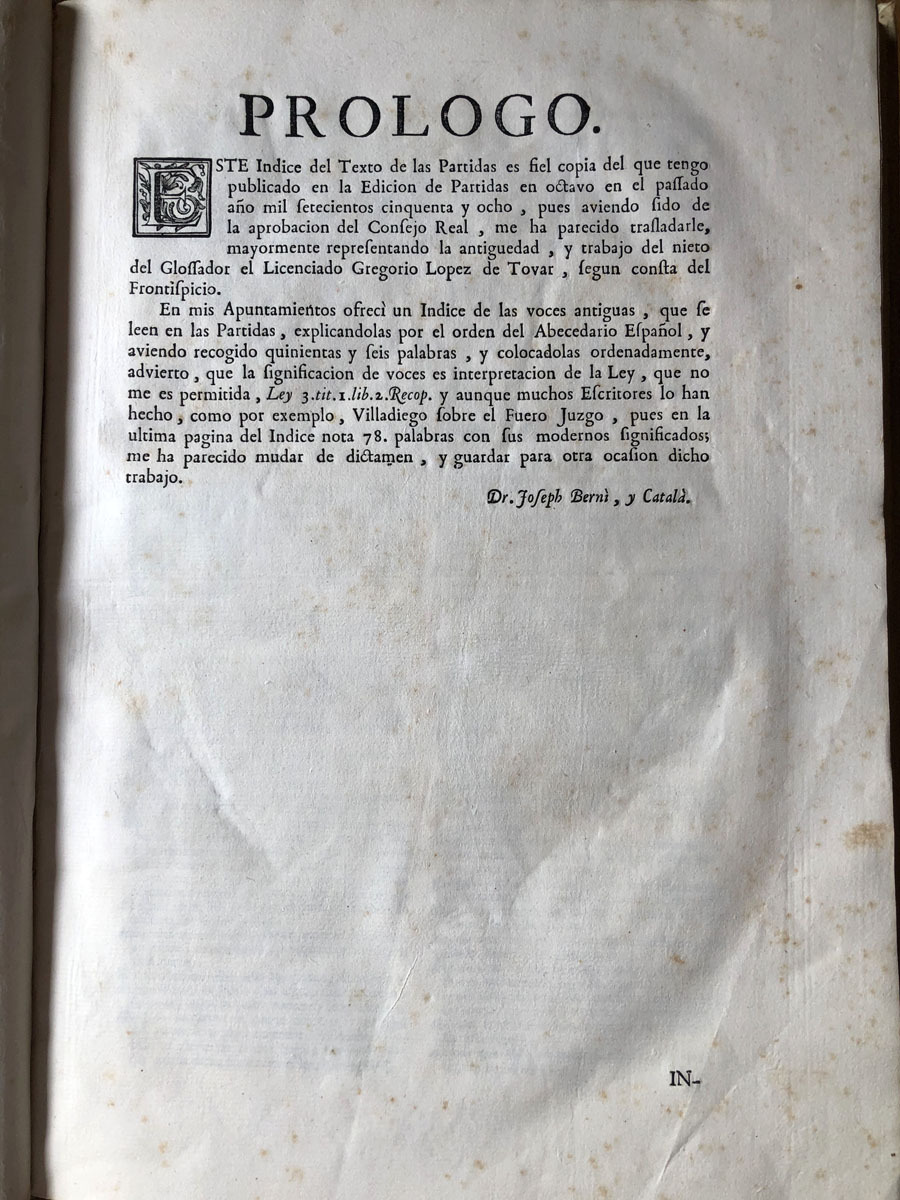 PROLOGO.
ESTE Indice del Texto de las Partidas es fiel copia del que tengo
publicado en la Edicion de Partidas en octavo en el paſſado
año mil ſetecientos cinquenta y ocho , pues aviendo ſido de
la aprobacion del Conſejo Real , me ha parecido traſladarle,
mayormente repreſentando la antiguedad , y trabajo del nieto
del Gloſſador el Licenciado Gregorio Lopez de Tovar , ſegun conſta del
Frontiſpicio.
En mis Apuntamientos ofrecì un Indice de las voces antiguas , que ſe
leen en las Partidas , explicandolas por el orden del Abecedario Eſpañol , y
aviendo recogido quinientas y ſeis palabras , y colocadolas ordenadamente,
advierto , que la ſignificacion de voces es interpretacion de la Ley , que no
me es permitida , Ley 3.tit.1.lib.2.Recop. y aunque muchos Eſcritores lo han
hecho , como por exemplo , Villadiego ſobre el Fuero Juzgo , pues en la
ultima pagina del Indice nota 78. palabras con ſus modernos ſignificados;
me ha parecido mudar de dictamen , y guardar para otra ocaſion dicho
trabajo.
Dr. Joſeph Bernì , y Català.
IN-